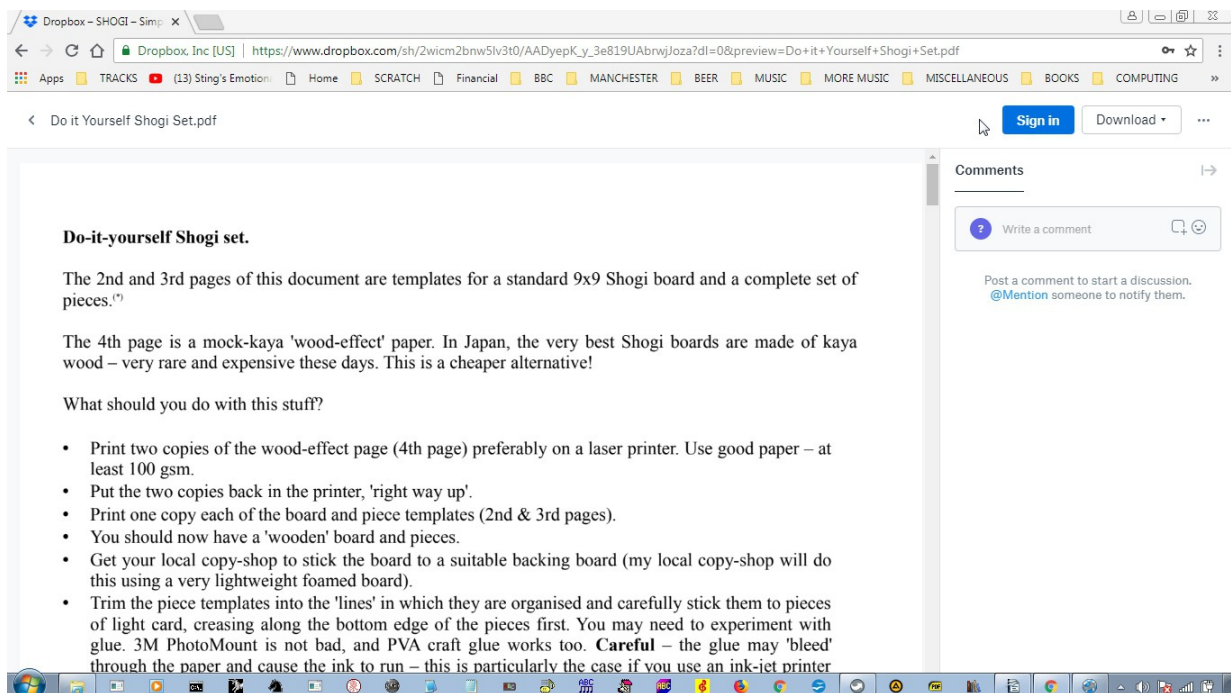 Dropbox – SHOGI – Simp
Dropbox, Inc [US] | https://www.dropbox.com/sh/2wicm2bnw5lv3t0/AADyepK_y_3e819UAbrwjJoza?dl=0&preview=Do+it+Yourself+Shogi+Set.pdf
Apps TRACKS (13) Sting's Emotion Home SCRATCH Financial BBC MANCHESTER BEER MUSIC MORE MUSIC MISCELLANEOUS BOOKS COMPUTING »
Do it Yourself Shogi Set.pdf
Sign in
Download
Comments
Write a comment
Post a comment to start a discussion.
@Mention someone to notify them.
Do-it-yourself Shogi set.
The 2nd and 3rd pages of this document are templates for a standard 9x9 Shogi board and a complete set of
pieces.(*)
The 4th page is a mock-kaya 'wood-effect' paper. In Japan, the very best Shogi boards are made of kaya
wood – very rare and expensive these days. This is a cheaper alternative!
What should you do with this stuff?
• Print two copies of the wood-effect page (4th page) preferably on a laser printer. Use good paper – at
least 100 gsm.
• Put the two copies back in the printer, 'right way up'.
• Print one copy each of the board and piece templates (2nd & 3rd pages).
• You should now have a 'wooden' board and pieces.
• Get your local copy-shop to stick the board to a suitable backing board (my local copy-shop will do
this using a very lightweight foamed board).
• Trim the piece templates into the 'lines' in which they are organised and carefully stick them to pieces
of light card, creasing along the bottom edge of the pieces first. You may need to experiment with
glue. 3M PhotoMount is not bad, and PVA craft glue works too. Careful – the glue may 'bleed'
through the paper and cause the ink to run – this is particularly the case if you use an ink-jet printer